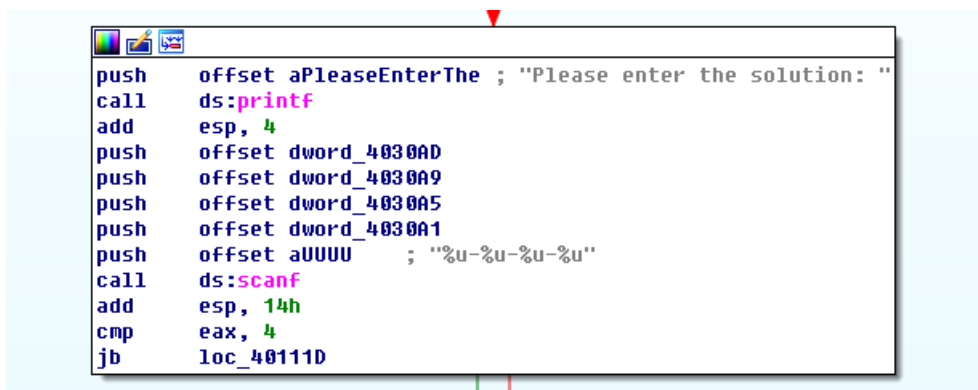 push offset aPleaseEnterThe ; "Please enter the solution: "
call ds:printf
add esp, 4
push offset dword_4030AD
push offset dword_4030A9
push offset dword_4030A5
push offset dword_4030A1
push offset aUUUU ; "%u-%u-%u-%u"
call ds:scanf
add esp, 14h
cmp eax, 4
jb loc_40111D